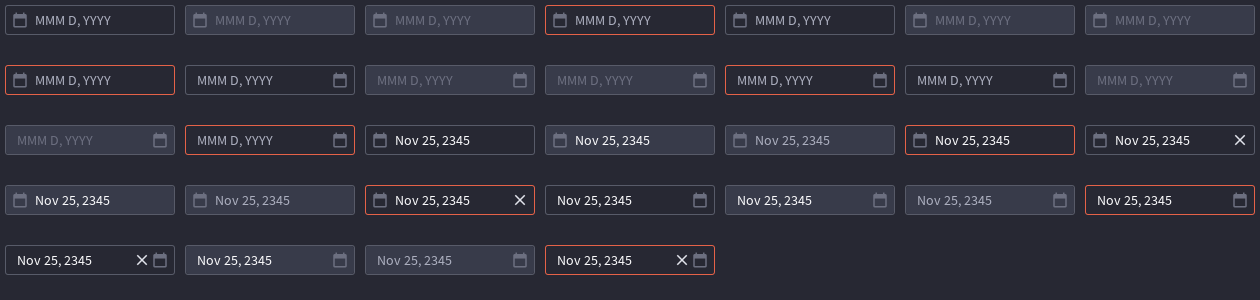 MMM D, YYYY MMM D, YYYY MMM D, YYYY MMM D, YYYY MMM D, YYYY MMM D, YYYY MMM D, YYYY
MMM D, YYYY MMM D, YYYY MMM D, YYYY MMM D, YYYY MMM D, YYYY MMM D, YYYY MMM D, YYYY
MMM D, YYYY MMM D, YYYY Nov 25, 2345 Nov 25, 2345 Nov 25, 2345 Nov 25, 2345 Nov 25, 2345
Nov 25, 2345 Nov 25, 2345 Nov 25, 2345 Nov 25, 2345 Nov 25, 2345 Nov 25, 2345 Nov 25, 2345
Nov 25, 2345 Nov 25, 2345 Nov 25, 2345 Nov 25, 2345